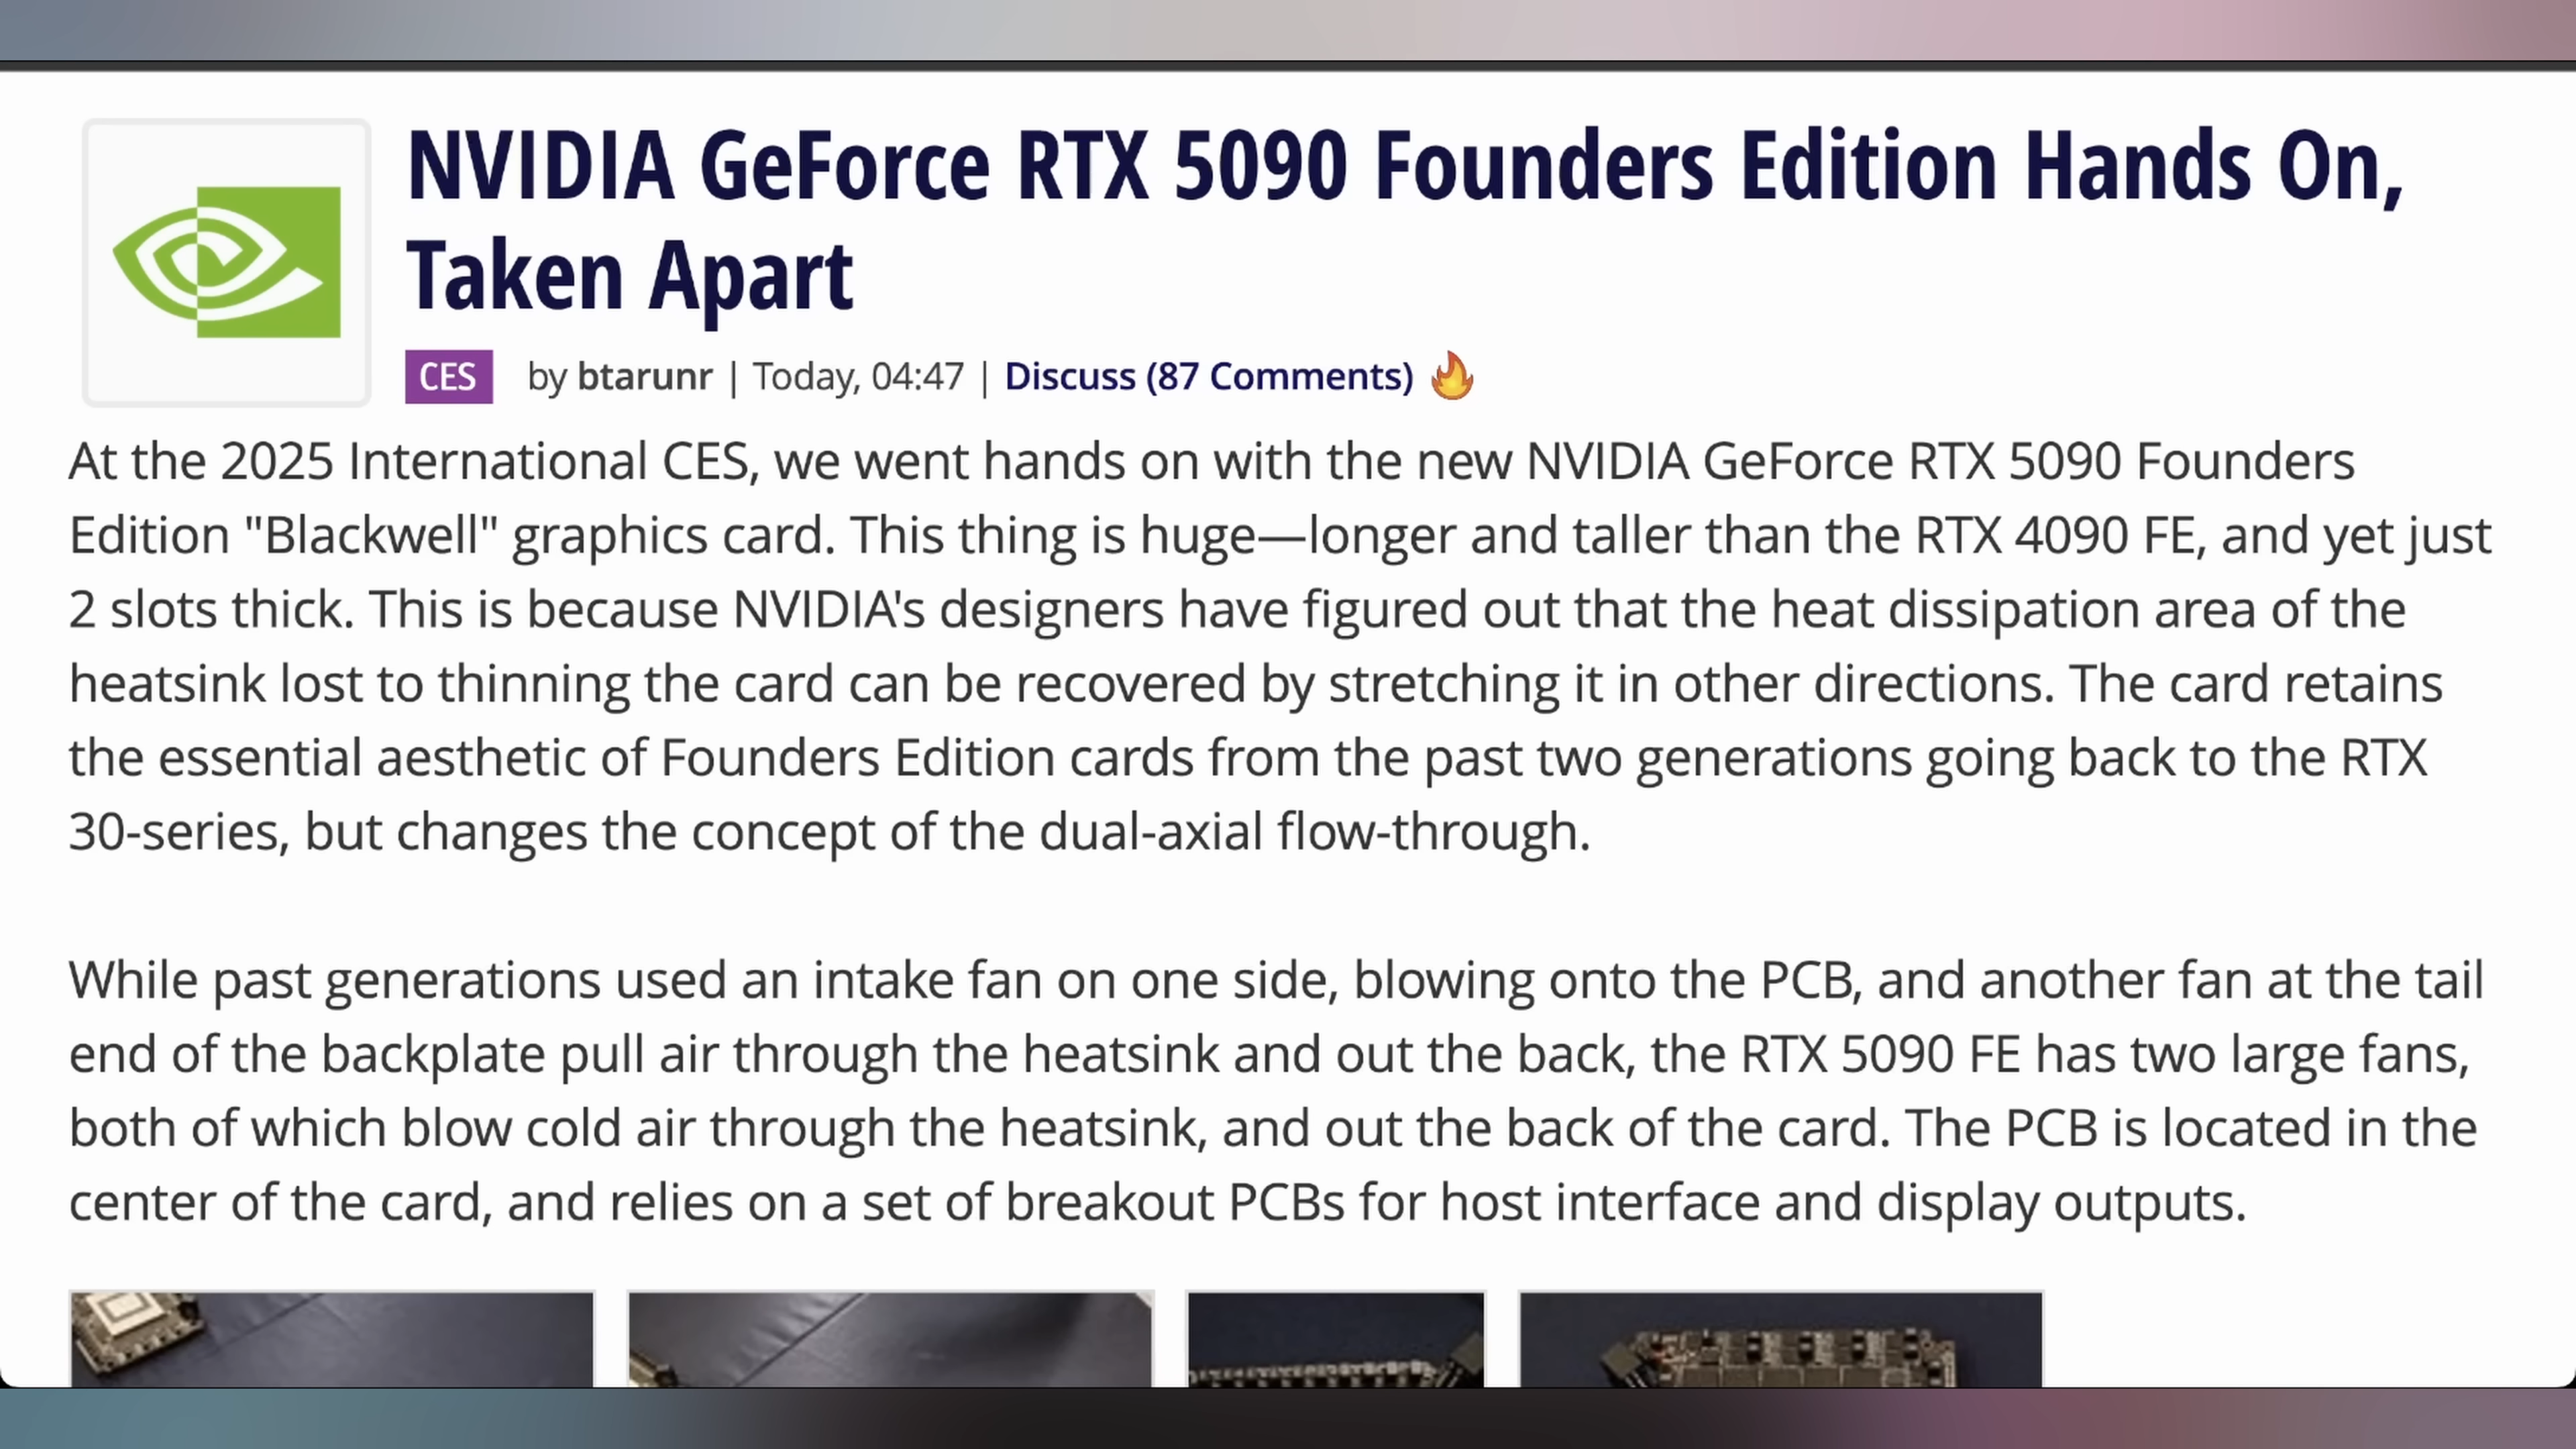 NVIDIA GeForce RTX 5090 Founders Edition Hands On,
Taken Apart
CES by btarunr | Today, 04:47 | Discuss (87 Comments) 🔥
At the 2025 International CES, we went hands on with the new NVIDIA GeForce RTX 5090 Founders
Edition "Blackwell" graphics card. This thing is huge—longer and taller than the RTX 4090 FE, and yet just
2 slots thick. This is because NVIDIA's designers have figured out that the heat dissipation area of the
heatsink lost to thinning the card can be recovered by stretching it in other directions. The card retains
the essential aesthetic of Founders Edition cards from the past two generations going back to the RTX
30-series, but changes the concept of the dual-axial flow-through.
While past generations used an intake fan on one side, blowing onto the PCB, and another fan at the tail
end of the backplate pull air through the heatsink and out the back, the RTX 5090 FE has two large fans,
both of which blow cold air through the heatsink, and out the back of the card. The PCB is located in the
center of the card, and relies on a set of breakout PCBs for host interface and display outputs.